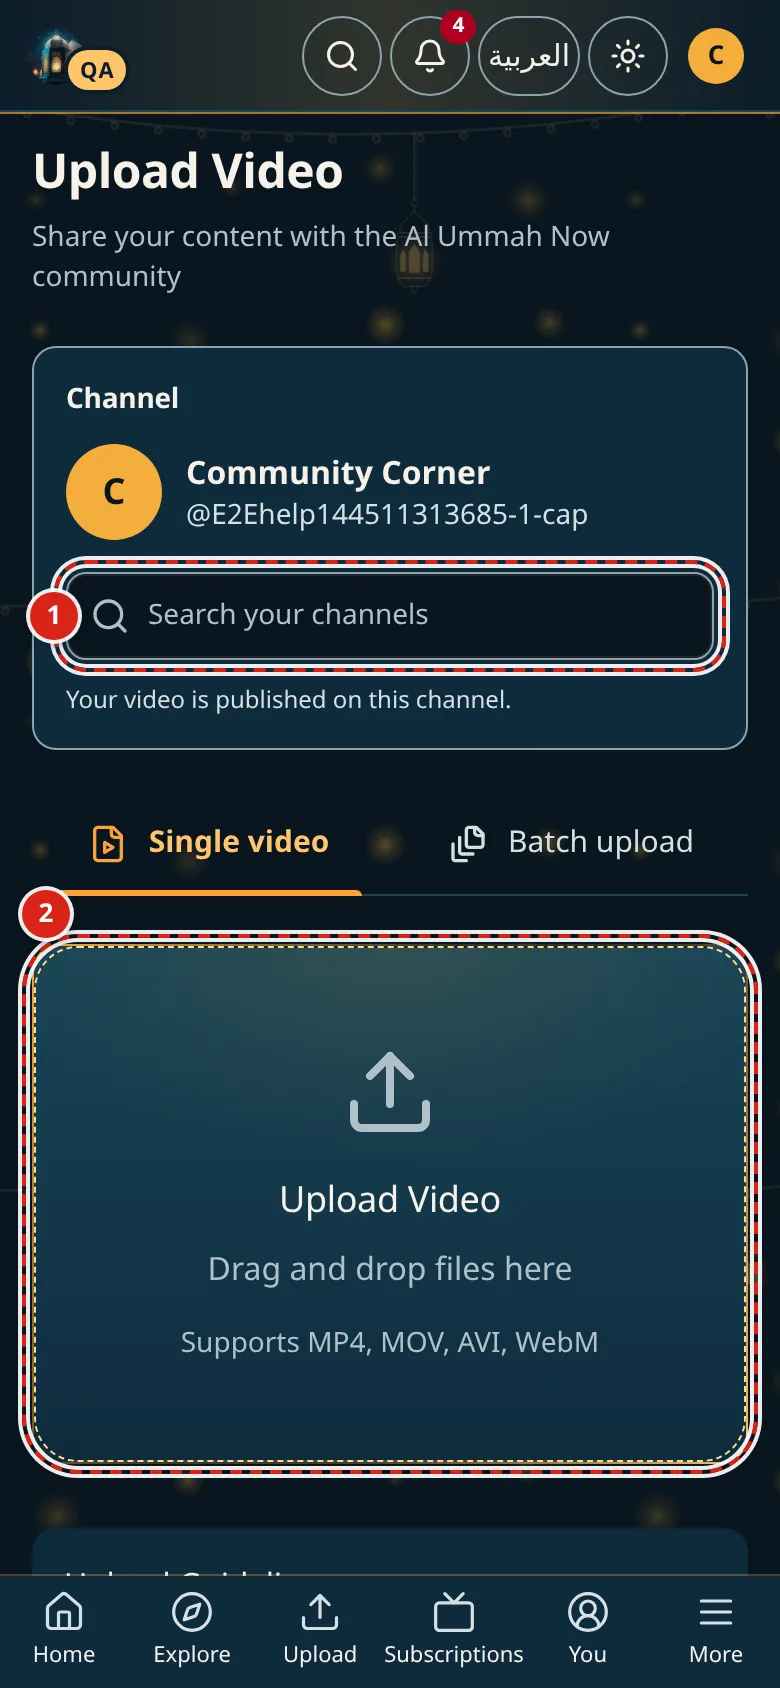 QA
4
العربية
C
Upload Video
Share your content with the Al Ummah Now
community
Channel
C
Community Corner
@E2Ehelp144511313685-1-cap
1
Search your channels
Your video is published on this channel.
Single video
Batch upload
2
Upload Video
Drag and drop files here
Supports MP4, MOV, AVI, WebM
Home
Explore
Upload
Subscriptions
You
More